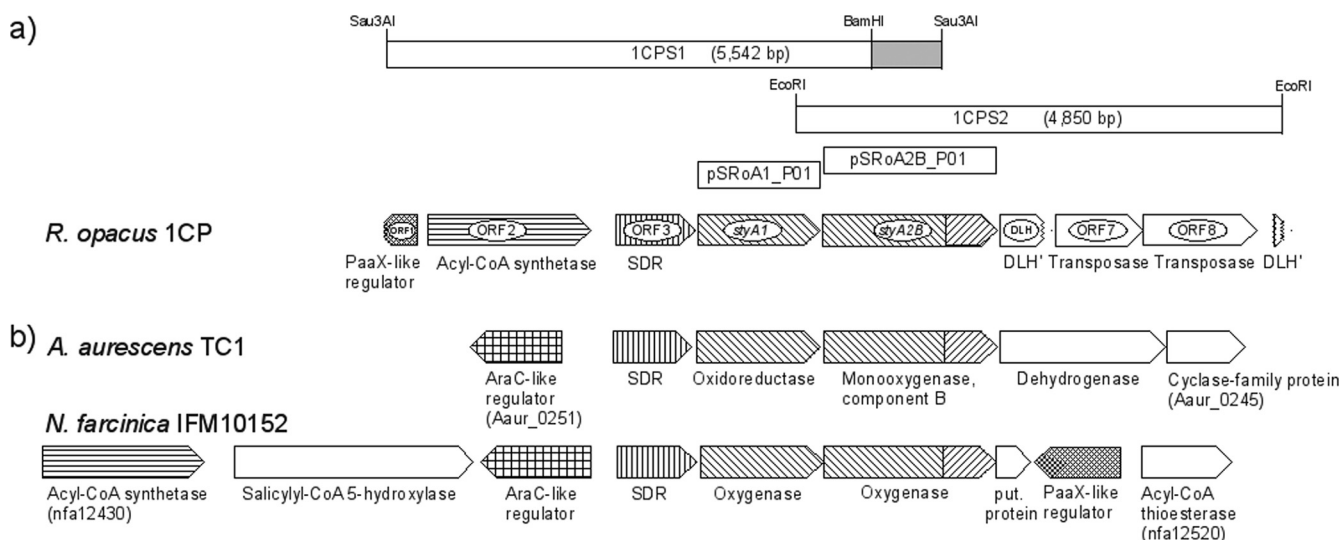 a)
Sau3AI BamHI Sau3AI
1CPS1 (5,542 bp)
EcoRI EcoRI
1CPS2 (4,850 bp)
pSRoA1_P01 pSRoA2B_P01
R. opacus 1CP
ORF1 ORF2 ORF3 styA1 styA2B DLH ORF7 ORF8
PaaX-like regulator
Acyl-CoA synthetase
SDR
DLH' Transposase Transposase DLH'
b)
A. aurescens TC1
AraC-like
regulator
(Aaur_0251)
SDR
Oxidoreductase
Monooxygenase,
component B
Dehydrogenase
Cyclase-family protein
(Aaur_0245)
N. farcinica IFM10152
Acyl-CoA synthetase
(nfa12430)
Salicylyl-CoA 5-hydroxylase
AraC-like
regulator
SDR
Oxygenase
Oxygenase
put.
protein
PaaX-like
regulator
Acyl-CoA
thioesterase
(nfa12520)